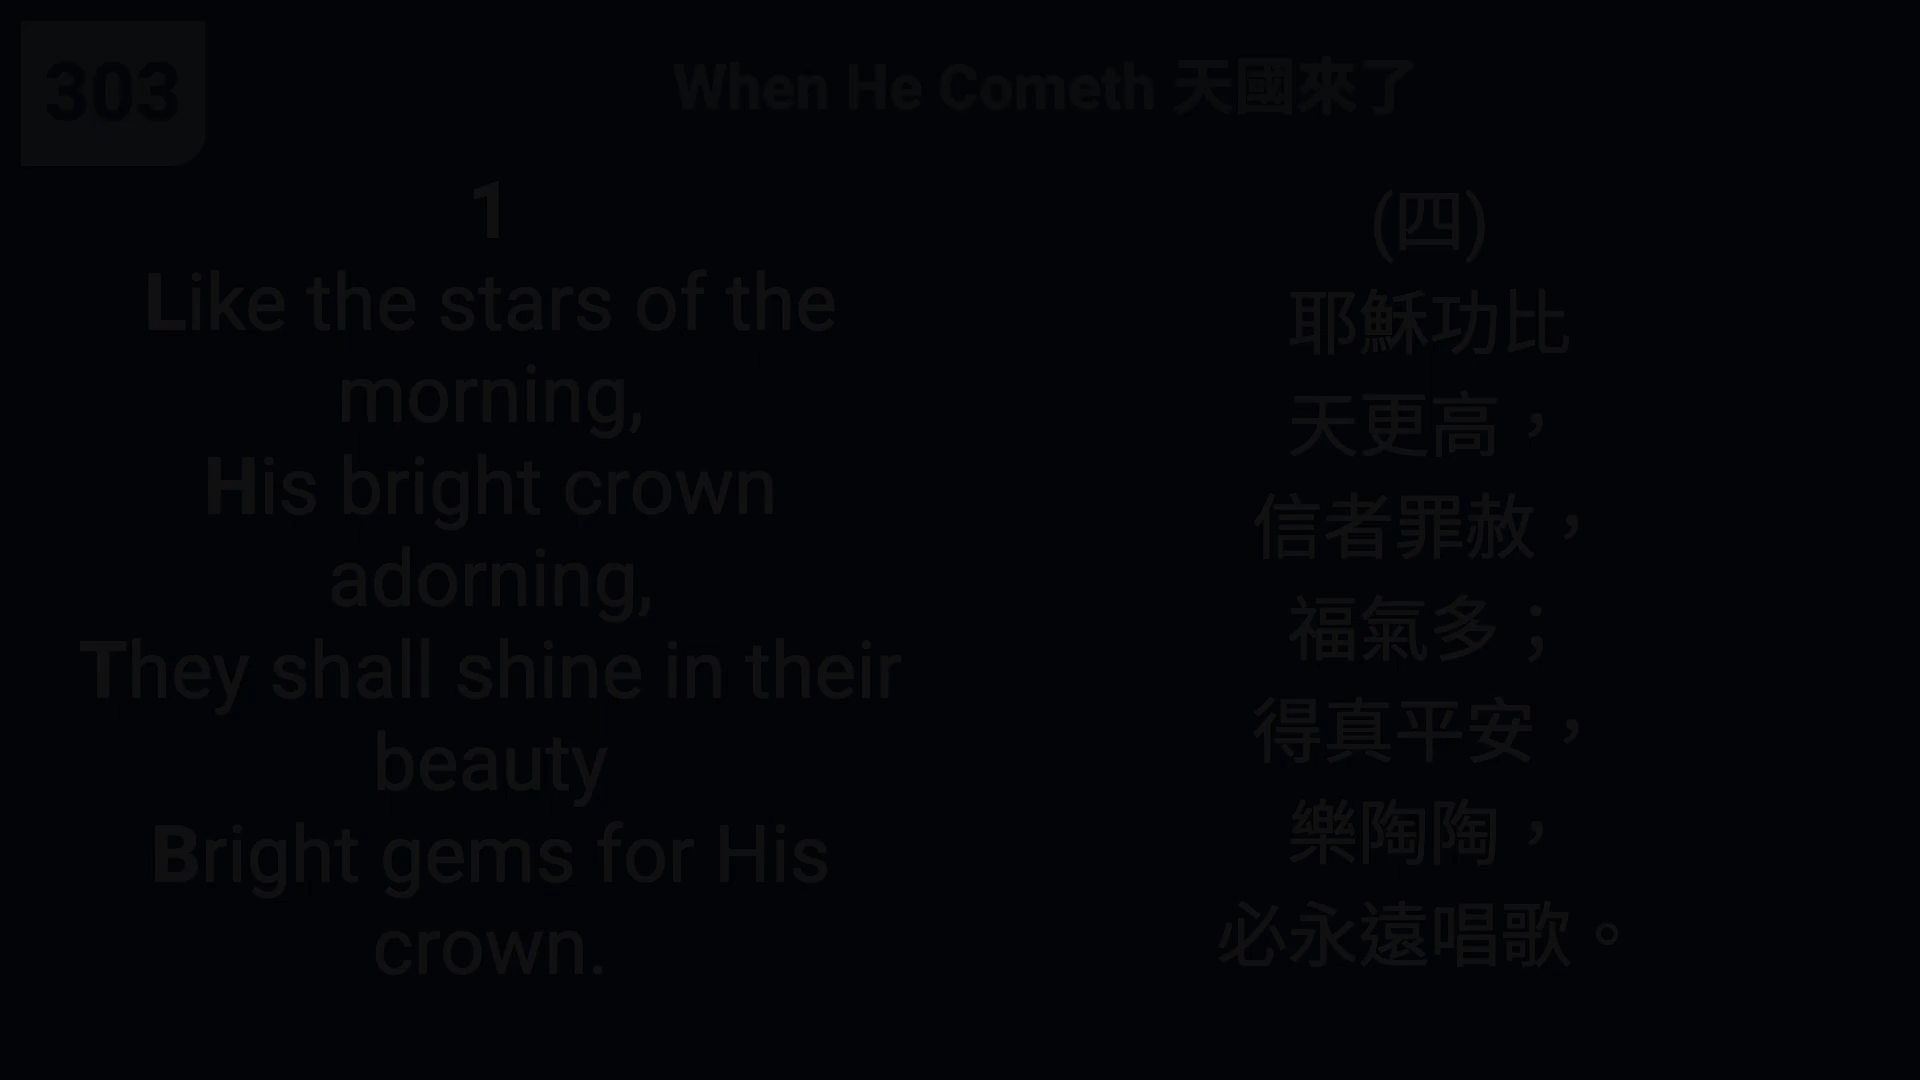 303
When He Cometh 天國來了
1
Like the stars of the
morning,
His bright crown
adorning,
They shall shine in their
beauty
Bright gems for His
crown.
(四)
耶穌功比
天更高，
信者罪赦，
福氣多；
得真平安，
樂陶陶，
必永遠唱歌。